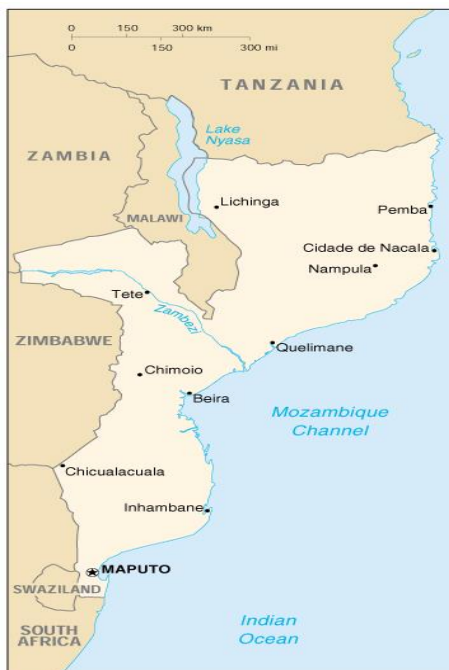 0 150 300 km
0 150 300 mi
TANZANIA
Lake
Nyasa
ZAMBIA
Lichinga
Pemba
MALAWI
Cidade de Nacala
Nampula
Tete
Zambezi
ZIMBABWE
Quelimane
Chimoio
Beira
Mozambique
Channel
Chicualacuala
Inhambane
MAPUTO
SWAZILAND
SOUTH
AFRICA
Indian
Ocean